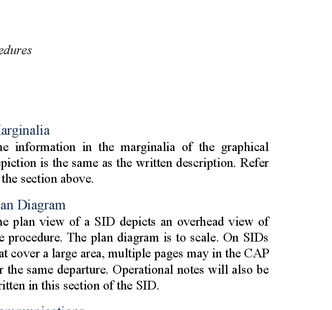 edures
arginalia
e information in the marginalia of the graphical
piction is the same as the written description. Refer
the section above.
an Diagram
e plan view of a SID depicts an overhead view of
e procedure. The plan diagram is to scale. On SIDs
at cover a large area, multiple pages may in the CAP
r the same departure. Operational notes will also be
itten in this section of the SID.